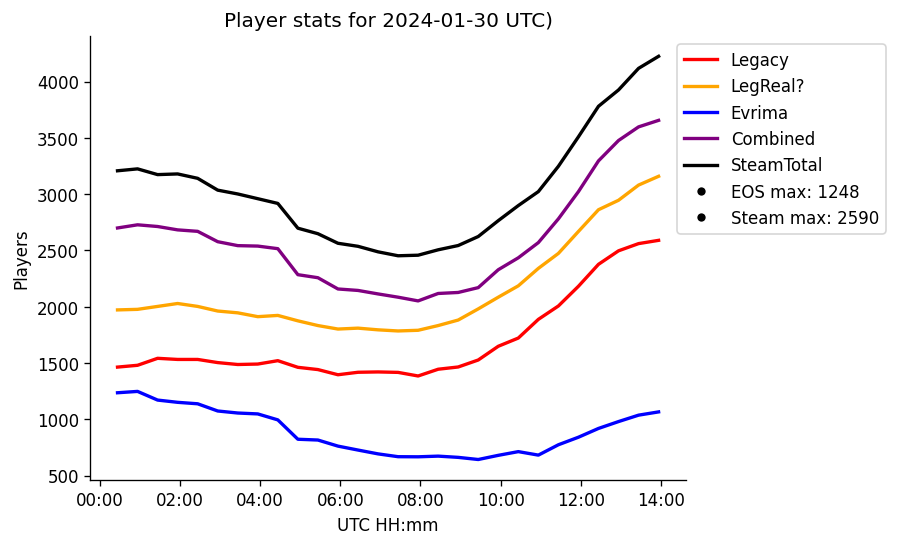 Player stats for 2024-01-30 UTC)
Legacy
LegReal?
Evrima
Combined
SteamTotal
EOS max: 1248
Steam max: 2590
Players
4000
3500
3000
2500
2000
1500
1000
500
00:00 02:00 04:00 06:00 08:00 10:00 12:00 14:00
UTC HH:mm